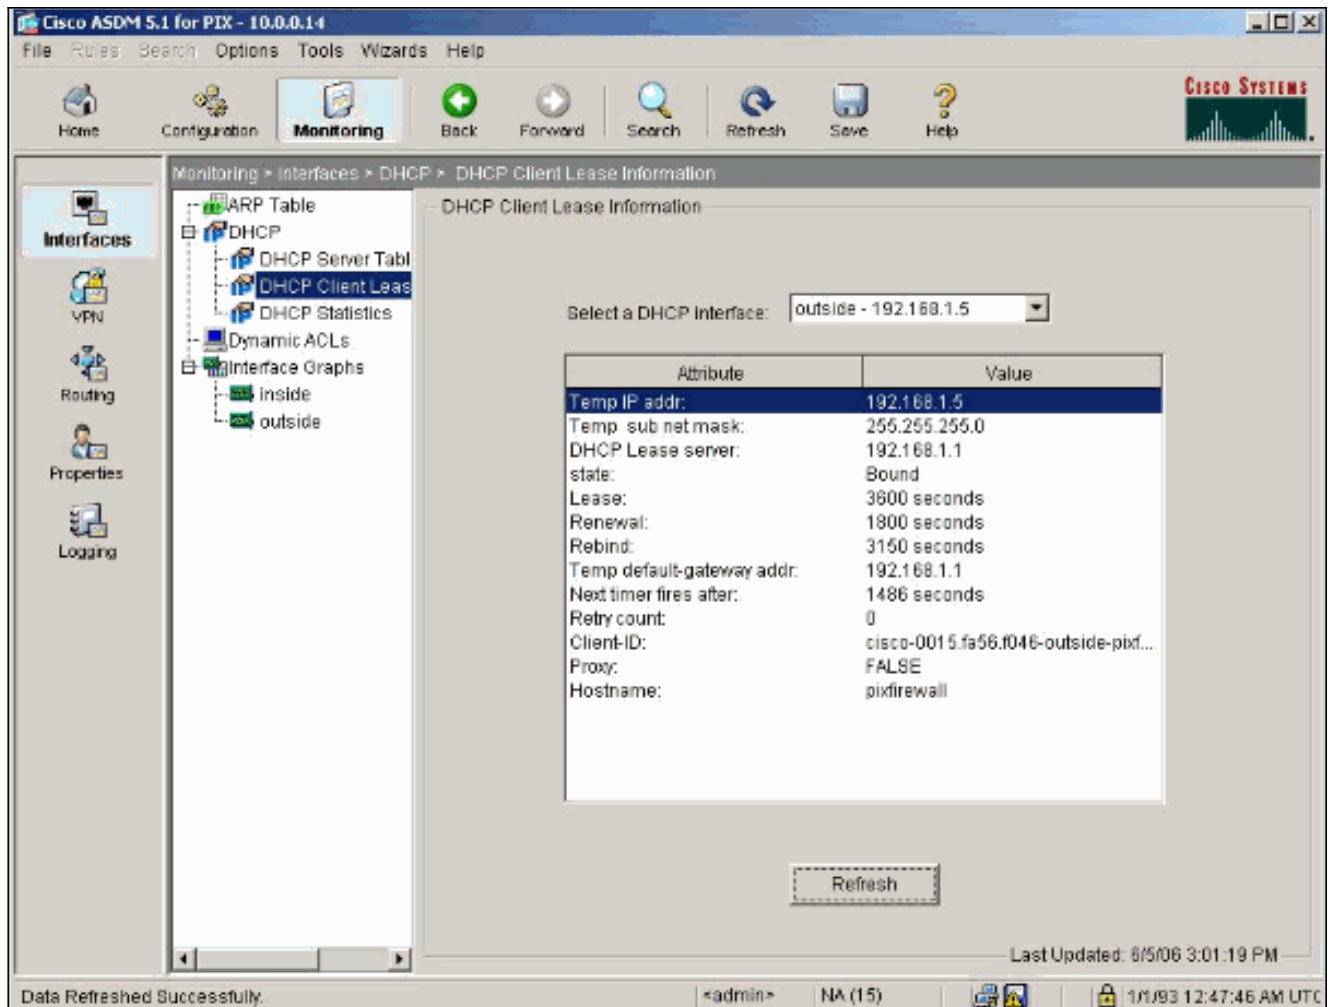 Cisco ASDM 5.1 for PIX - 10.0.0.14
File Rules Search Options Tools Wizards Help
Home Configuration Monitoring Back Forward Search Refresh Save Help
CISCO SYSTEMS
Monitoring > Interfaces > DHCP > DHCP Client Lease Information
Interfaces
VPN
Routing
Properties
Logging
ARP Table
DHCP
DHCP Server Tabl
DHCP Client Leas
DHCP Statistics
Dynamic ACLs
Interface Graphs
inside
outside
DHCP Client Lease Information
Select a DHCP interface: outside - 192.168.1.5
Attribute Value
Temp IP addr: 192.168.1.5
Temp sub net mask: 255.255.255.0
DHCP Lease server: 192.168.1.1
state: Bound
Lease: 3600 seconds
Renewal: 1800 seconds
Rebind: 3150 seconds
Temp default-gateway addr: 192.168.1.1
Next timer fires after: 1486 seconds
Retry count: 0
Client-ID: cisco-0015.fa56.f046-outside-pixf...
Proxy: FALSE
Hostname: pixfirewall
Refresh
Last Updated: 6/5/06 3:01:19 PM
Data Refreshed Successfully. <admin> NA (15) 1/1/93 12:47:46 AM UTC